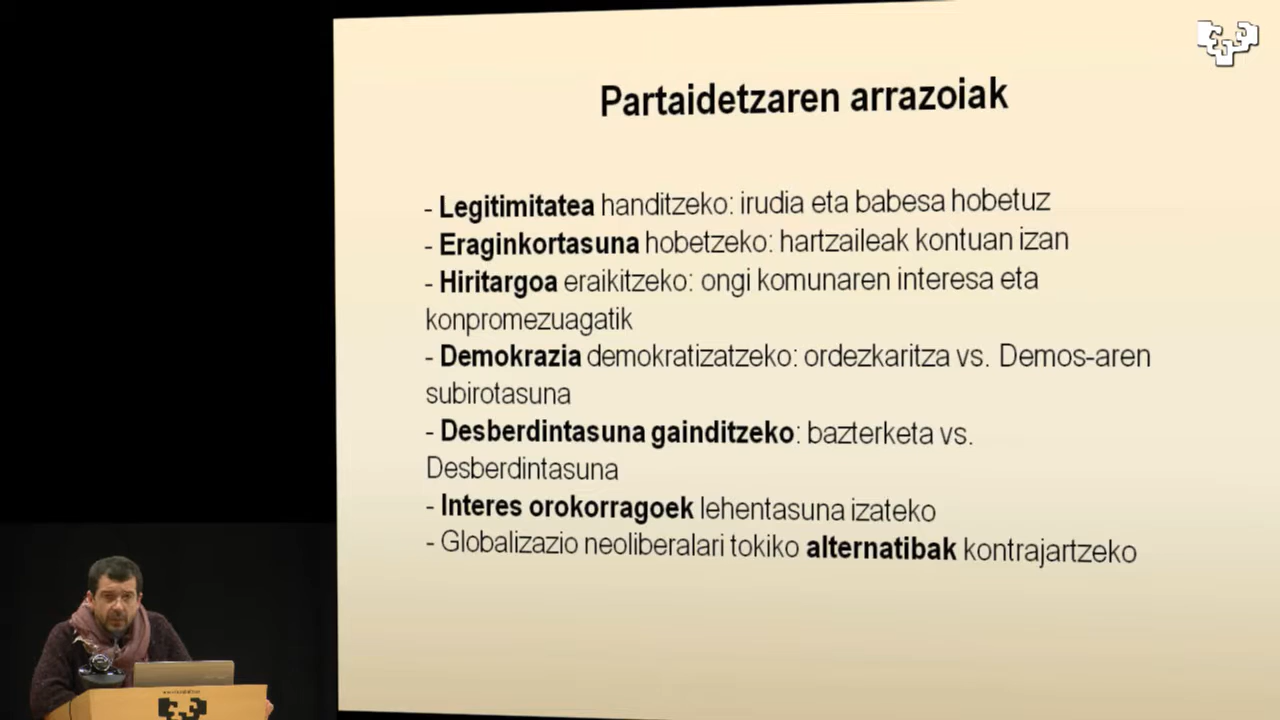 Partaidetzaren arrazoiak
- Legitimitatea handitzeko: irudia eta babesa hobetuz
- Eraginkortasuna hobetzeko: hartzaileak kontuan izan
- Hiritargoa eraikitzeko: ongi komunaren interesa eta
konpromezuagatik
- Demokrazia demokratizatzeko: ordezkaritza vs. Demos-aren
subirotasuna
- Desberdintasuna gainditzeko: bazterketa vs.
Desberdintasuna
- Interes orokorragoek lehentasuna izateko
- Globalizazio neoliberalari tokiko alternatibak kontrajartzeko